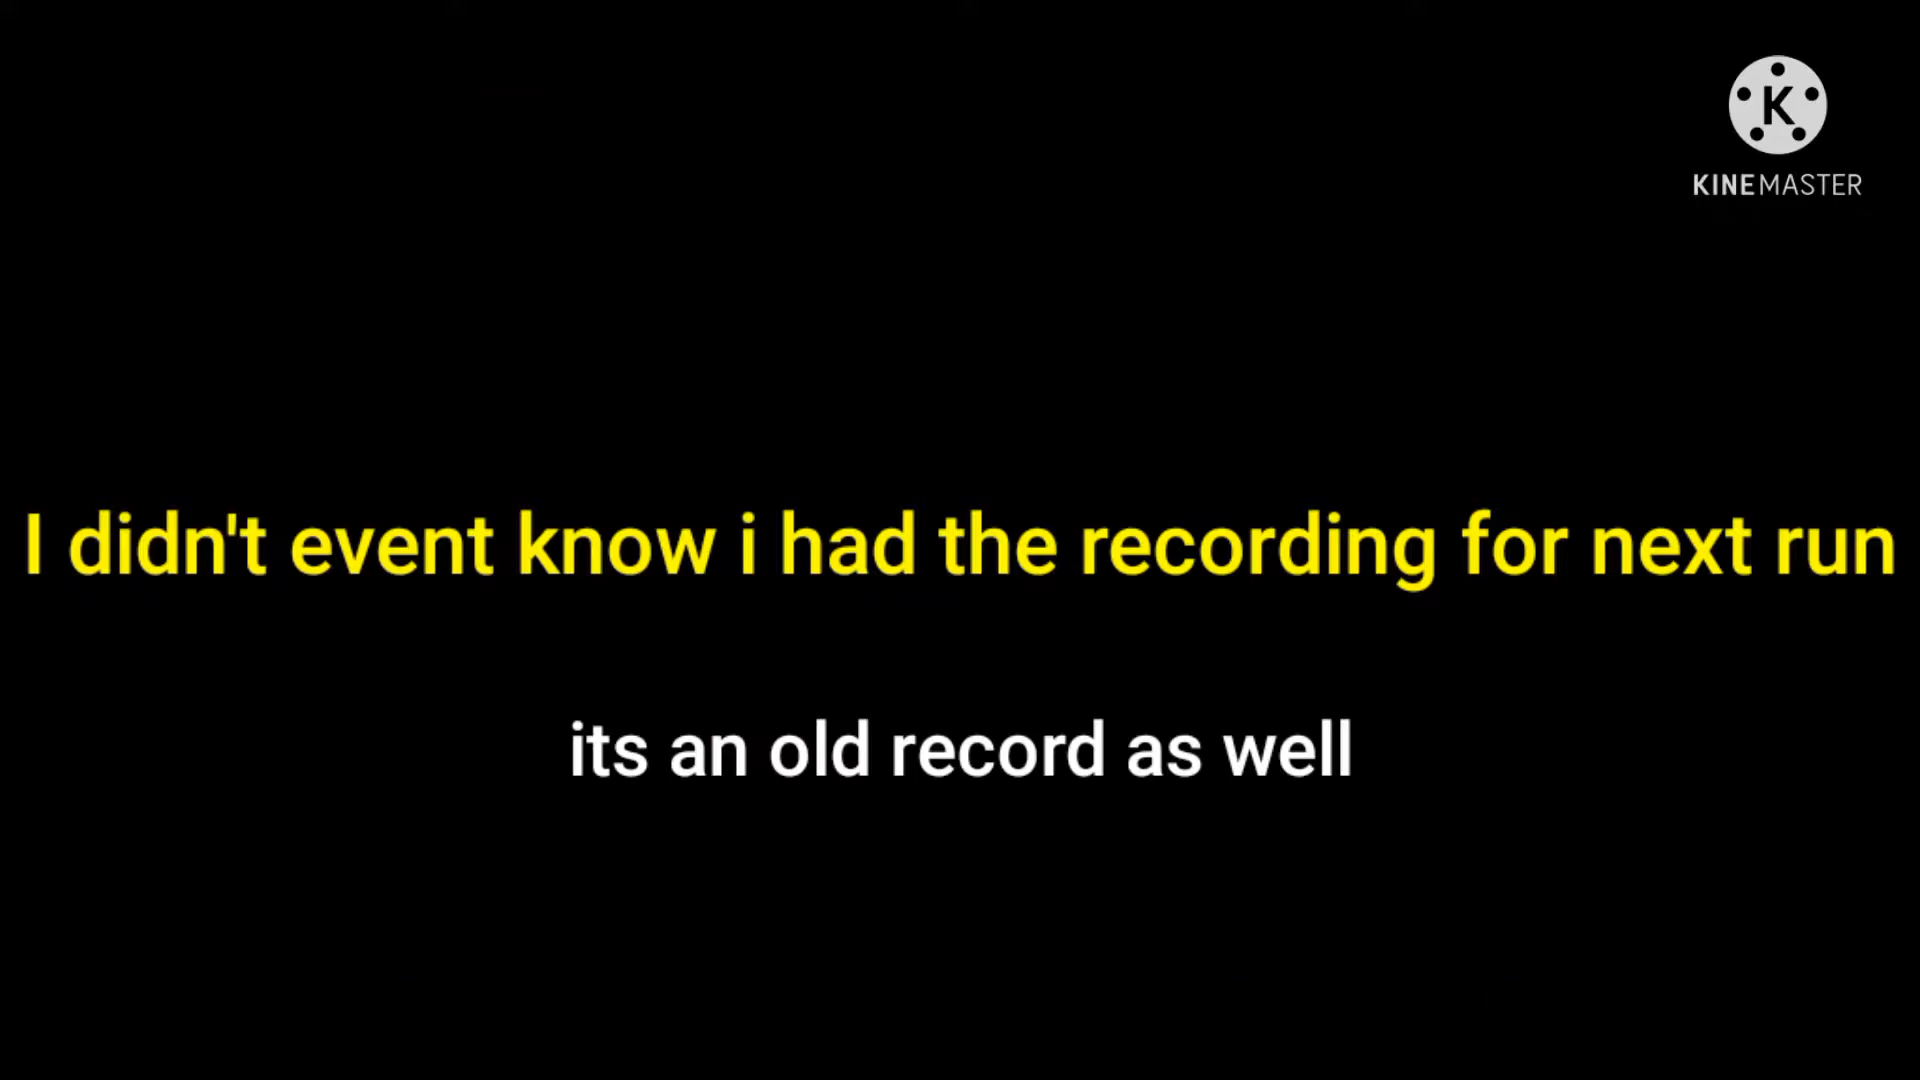 K
KINEMASTER
I didn't event know i had the recording for next run
its an old record as well